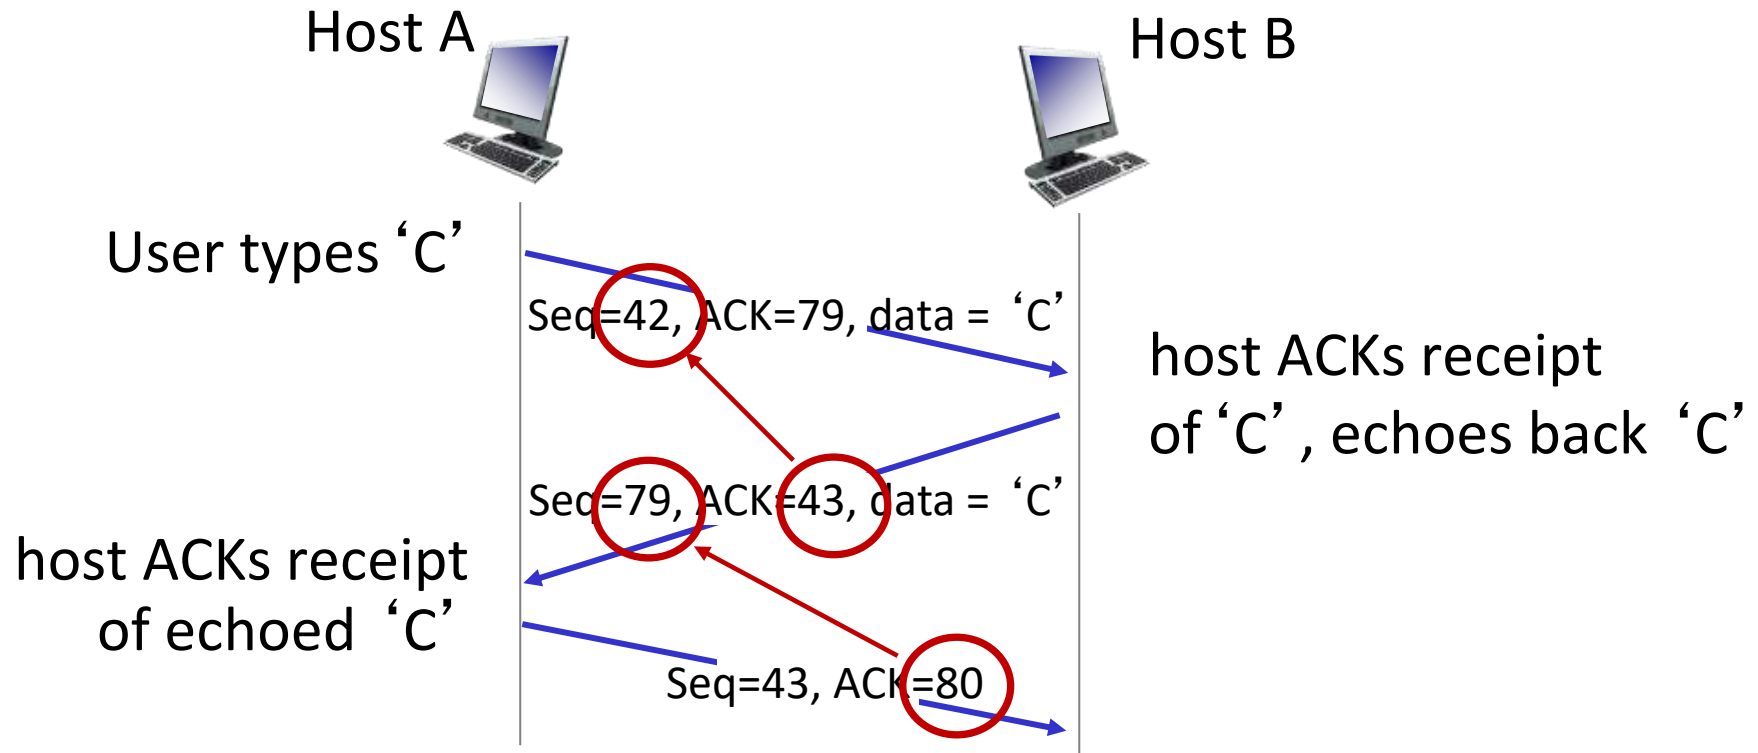 Host A
Host B
User types ‘C’
Seq=42, ACK=79, data = ‘C’
host ACKs receipt
of ‘C’, echoes back ‘C’
Seq=79, ACK=43, data = ‘C’
host ACKs receipt
of echoed ‘C’
Seq=43, ACK=80